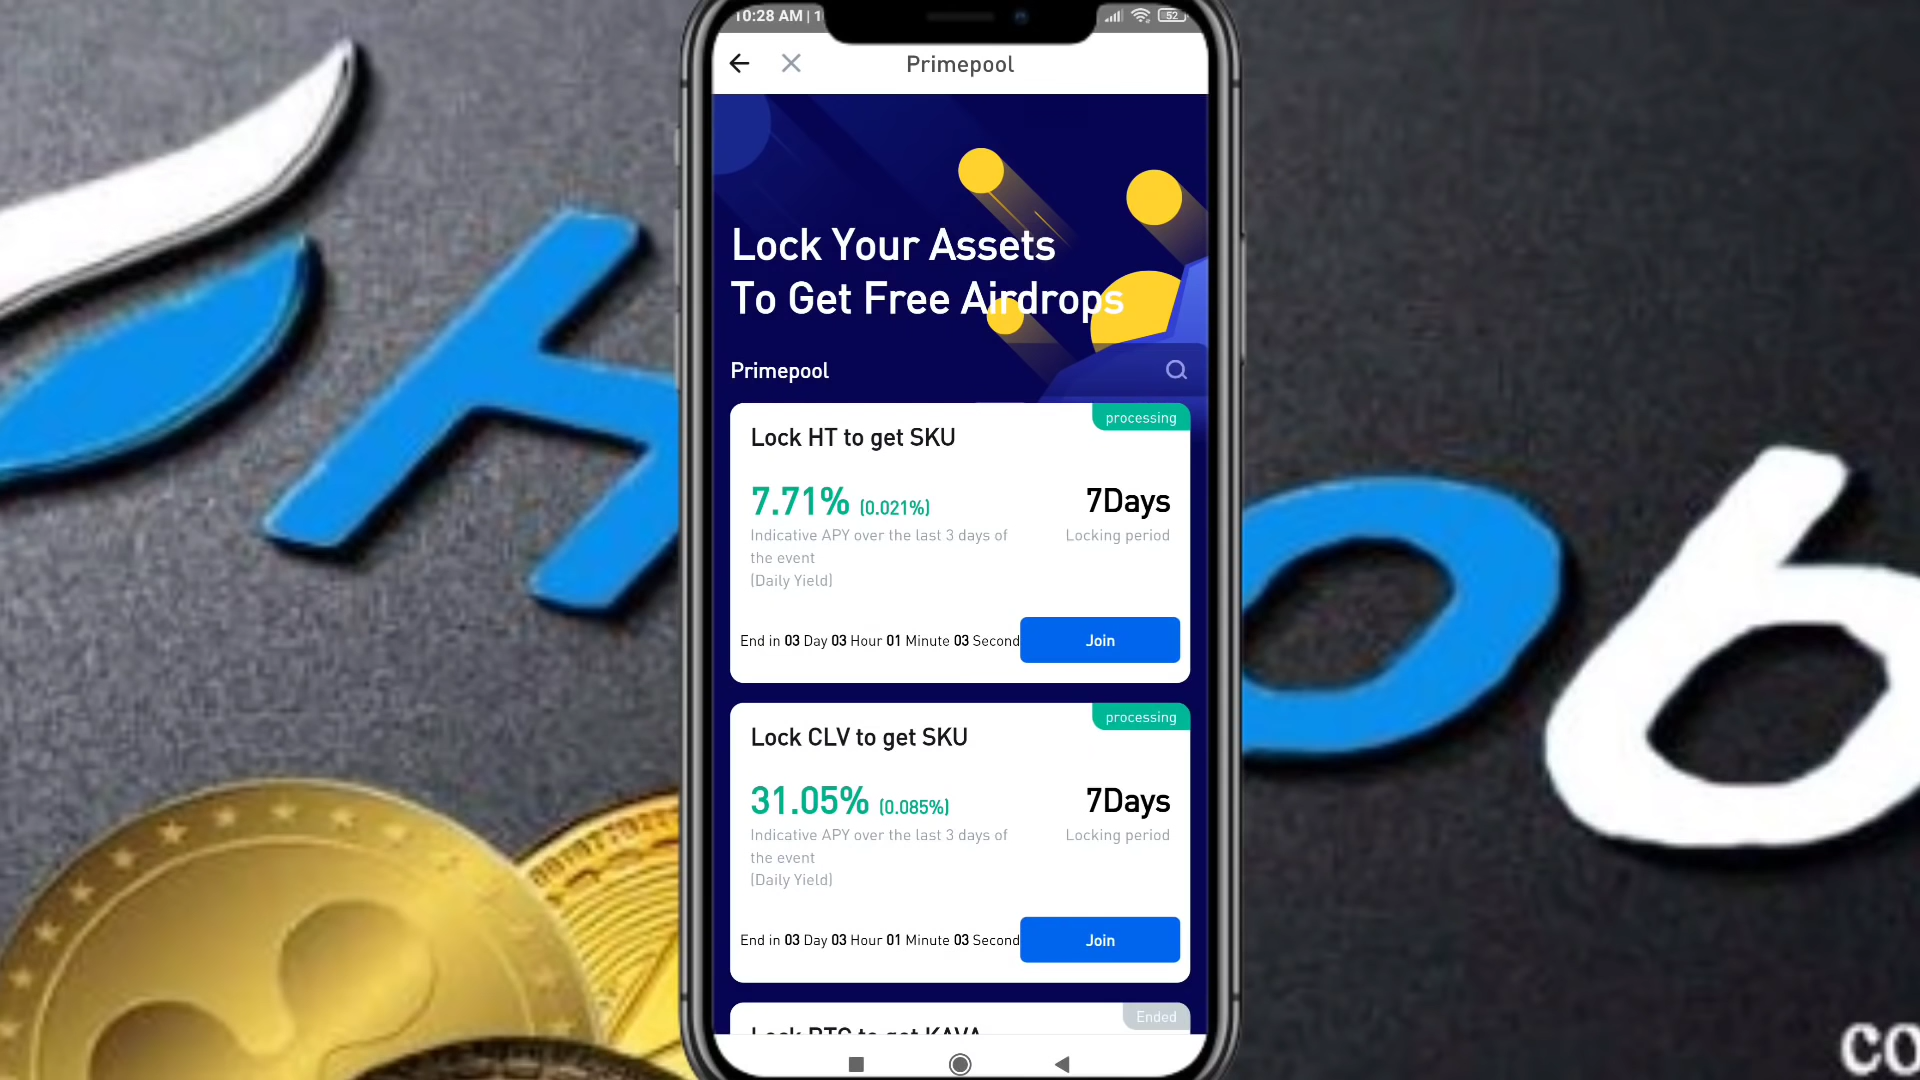 10:28 AM | 1
52
Primepool
Lock Your Assets
To Get Free Airdrops
Primepool
processing
Lock HT to get SKU
7.71% (0.021%)
7Days
Indicative APY over the last 3 days of
the event
(Daily Yield)
Locking period
End in 03 Day 03 Hour 01 Minute 03 Second
Join
processing
Lock CLV to get SKU
31.05% (0.085%)
7Days
Indicative APY over the last 3 days of
the event
(Daily Yield)
Locking period
End in 03 Day 03 Hour 01 Minute 03 Second
Join
Ended
Lock BTC to get KAVA
H
ob
CO